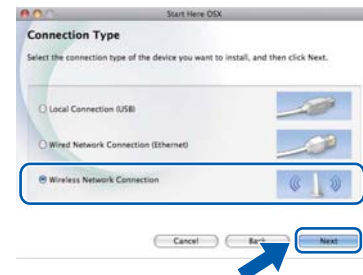 Start Here OSX
Connection Type
Select the connection type of the device you want to install, and then click Next.
Local Connection (USB)
Wired Network Connection (Ethernet)
Wireless Network Connection
Cancel
Back
Next